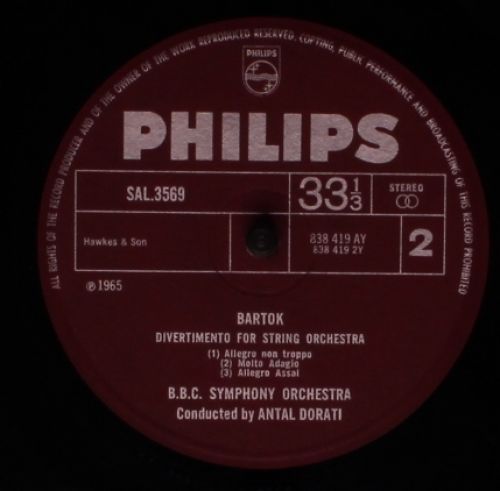 ALL RIGHTS OF THE RECORD PRODUCER AND OF THE OWNER OF THE WORK REPRODUCED RESERVED. COPYING, PUBLIC PERFORMANCE AND BROADCASTING OF THIS RECORD PROHIBITED
PHILIPS
PHILIPS
SAL.3569
33 1/3
STEREO
Hawkes & Son
838 419 AY
838 419 2Y
2
℗ 1965
BARTOK
DIVERTIMENTO FOR STRING ORCHESTRA
(1) Allegro non troppo
(2) Molto Adagio
(3) Allegro Assai
B.B.C. SYMPHONY ORCHESTRA
Conducted by ANTAL DORATI